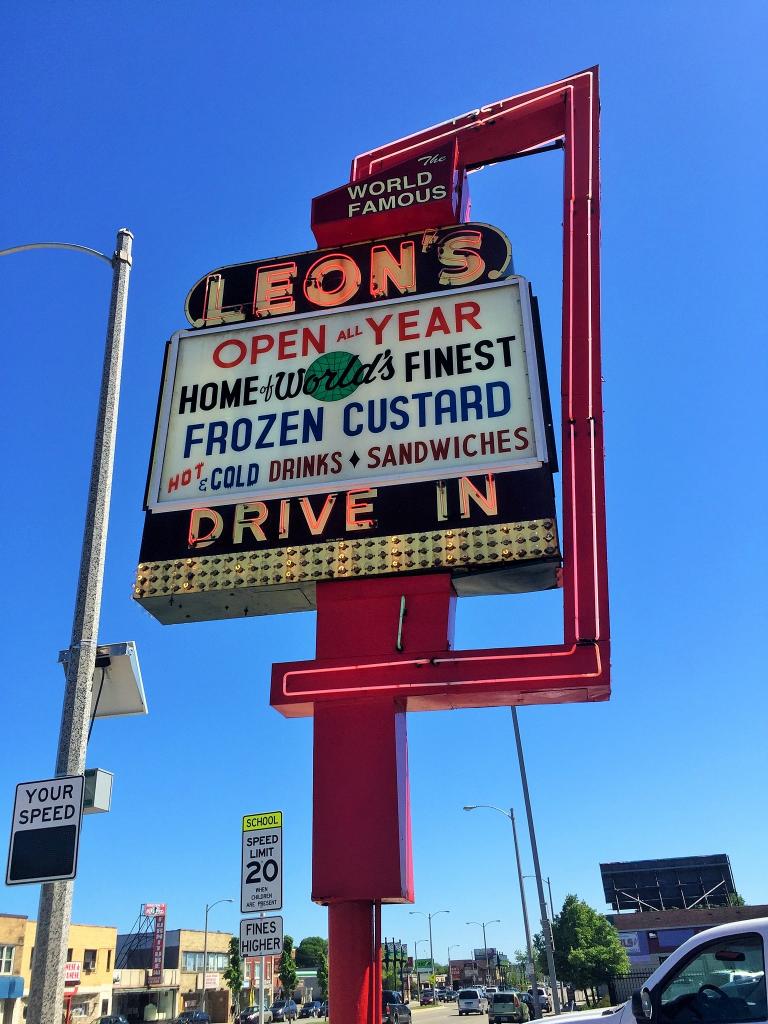 The
WORLD
FAMOUS
LEON'S
OPEN ALL YEAR
HOME of World's FINEST
FROZEN CUSTARD
HOT & COLD DRINKS ♦ SANDWICHES
DRIVE IN
YOUR
SPEED
SCHOOL
SPEED
LIMIT
20
WHEN
CHILDREN
ARE PRESENT
FINES
HIGHER
FURNITURE